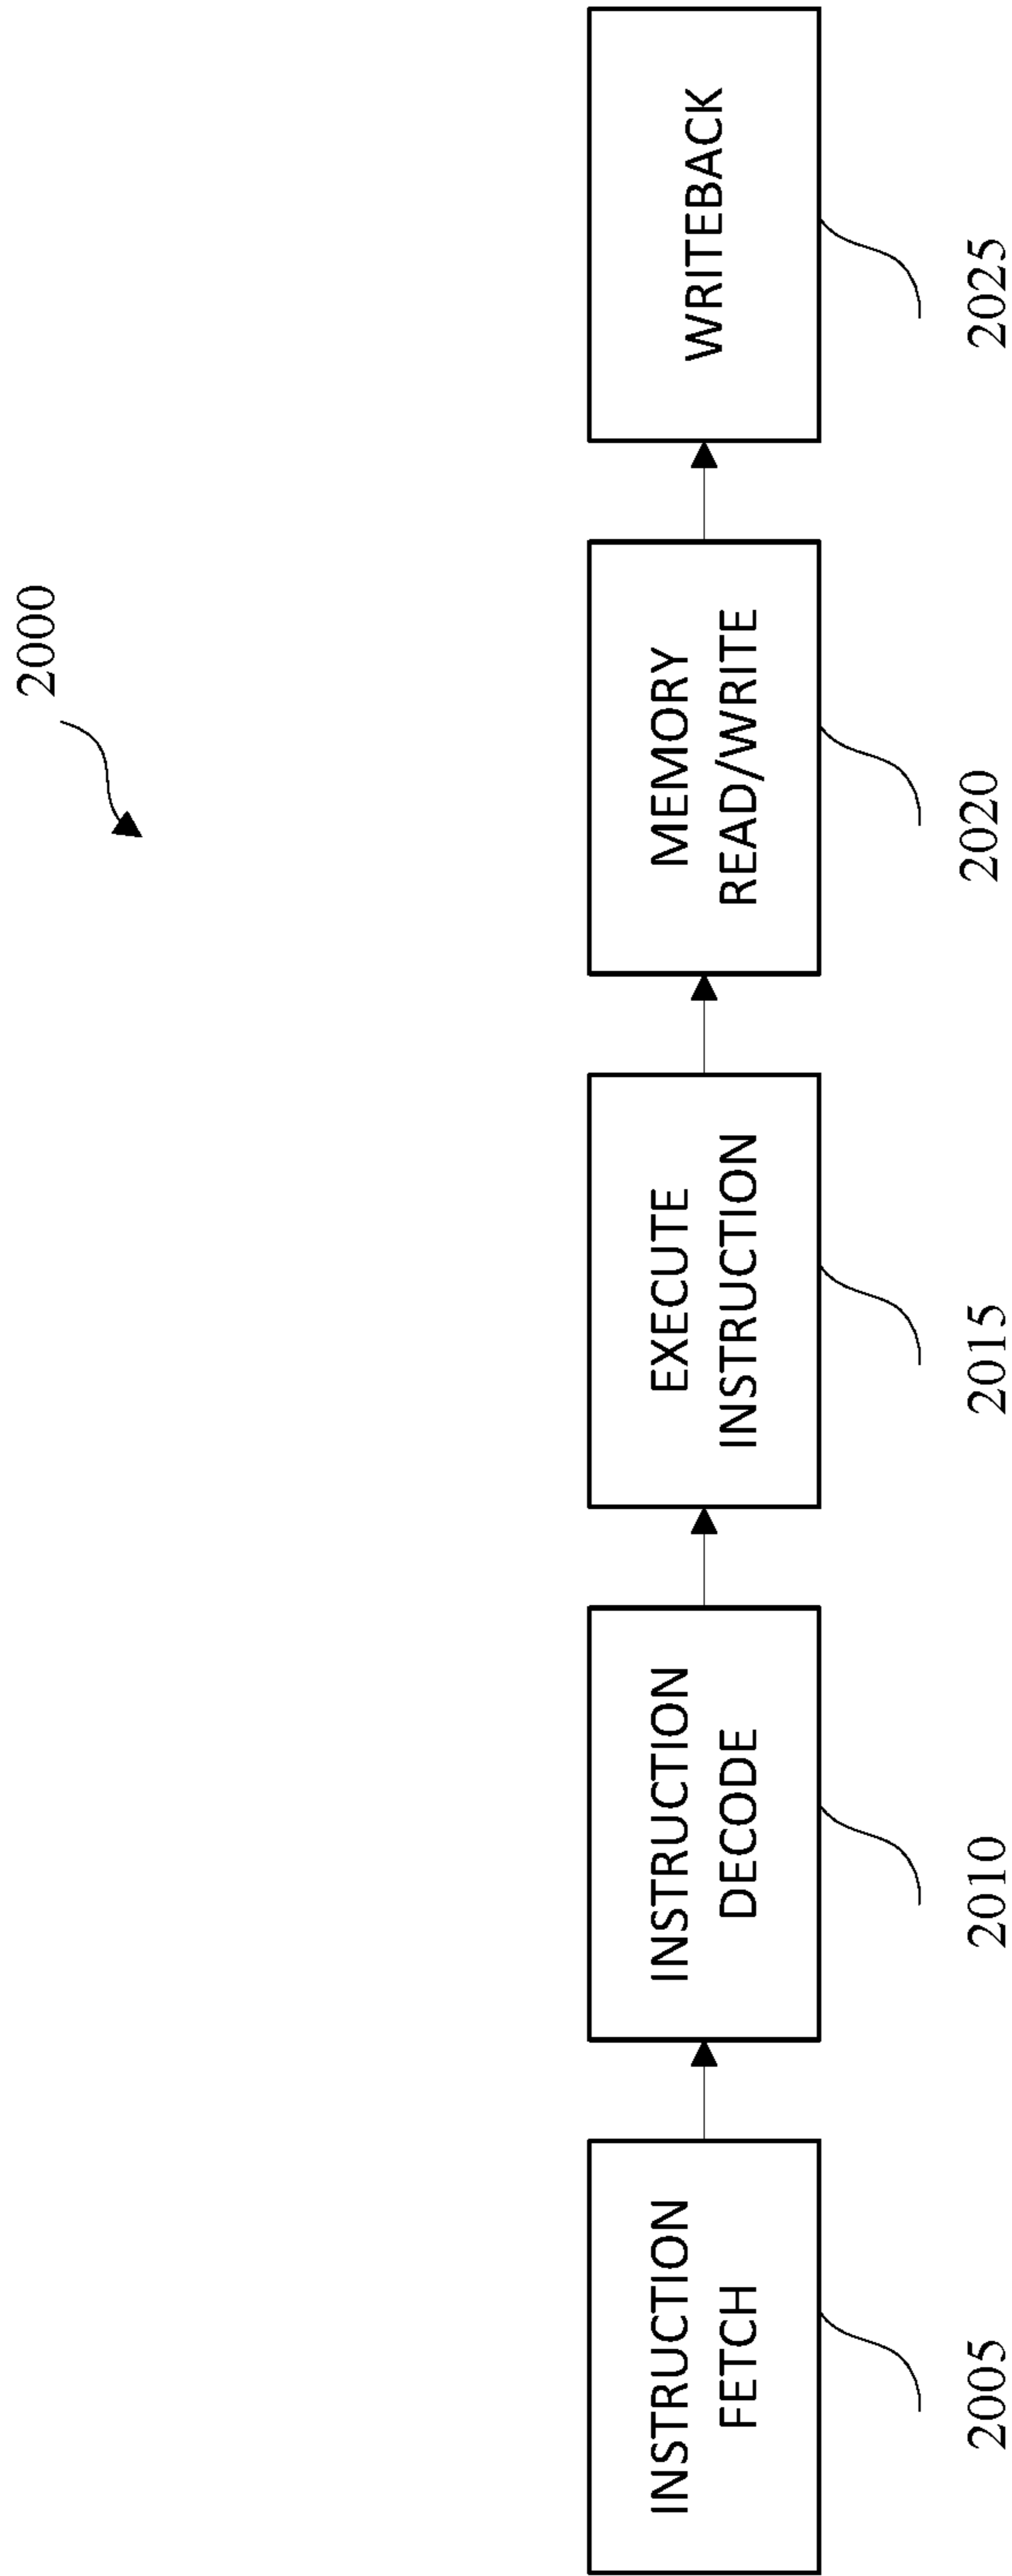 2000
INSTRUCTION
FETCH
INSTRUCTION
DECODE
EXECUTE
INSTRUCTION
MEMORY
READ/WRITE
WRITEBACK
2005
2010
2015
2020
2025